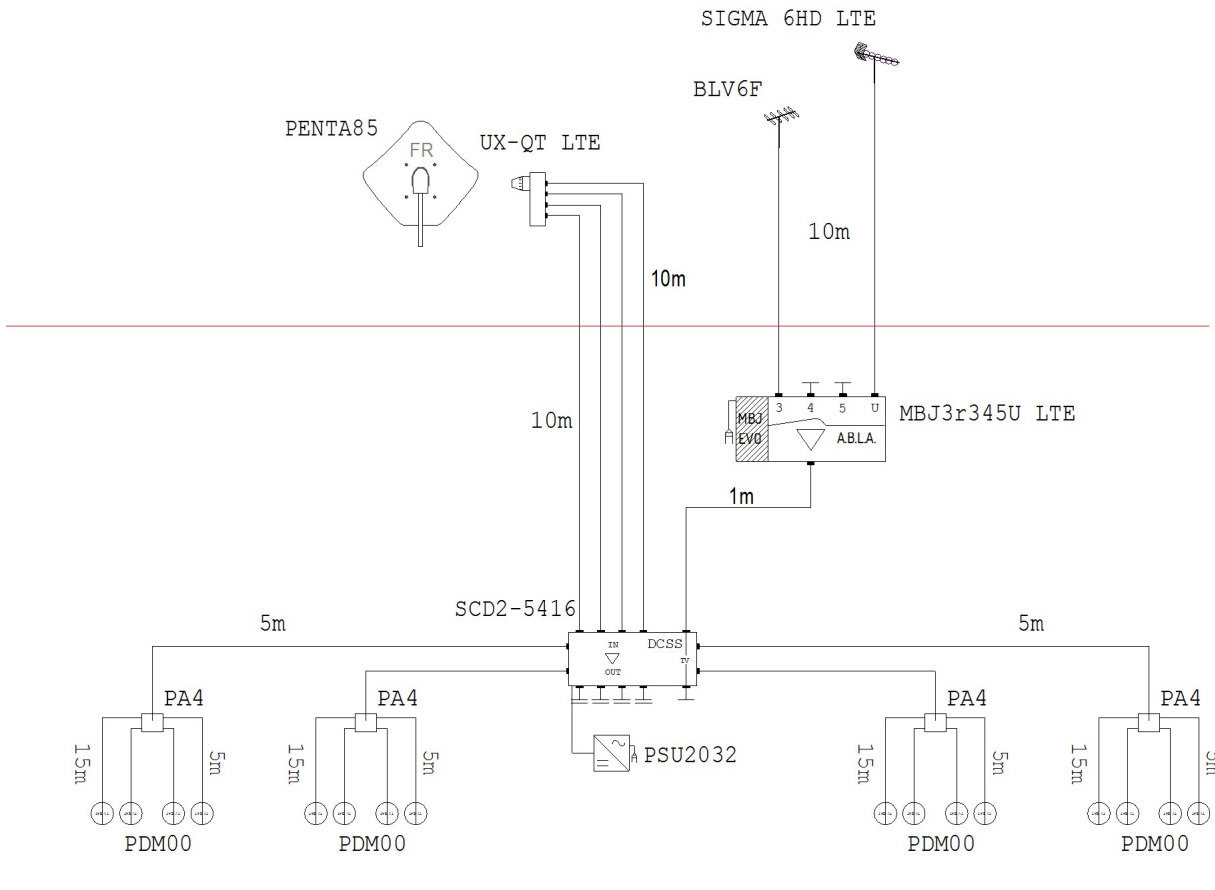 SIGMA 6HD LTE
BLV6F
PENTA85
FR
UX-QT LTE
10m
10m
10m
3 4 5 U
MBJ
EVO
A.B.L.A.
MBJ3r345U LTE
1m
SCD2-5416
5m
IN
DCSS
TV
OUT
5m
PA4
PA4
PA4
PA4
PSU2032
15m
5m
15m
5m
15m
5m
15m
5m
PDM00
PDM00
PDM00
PDM00